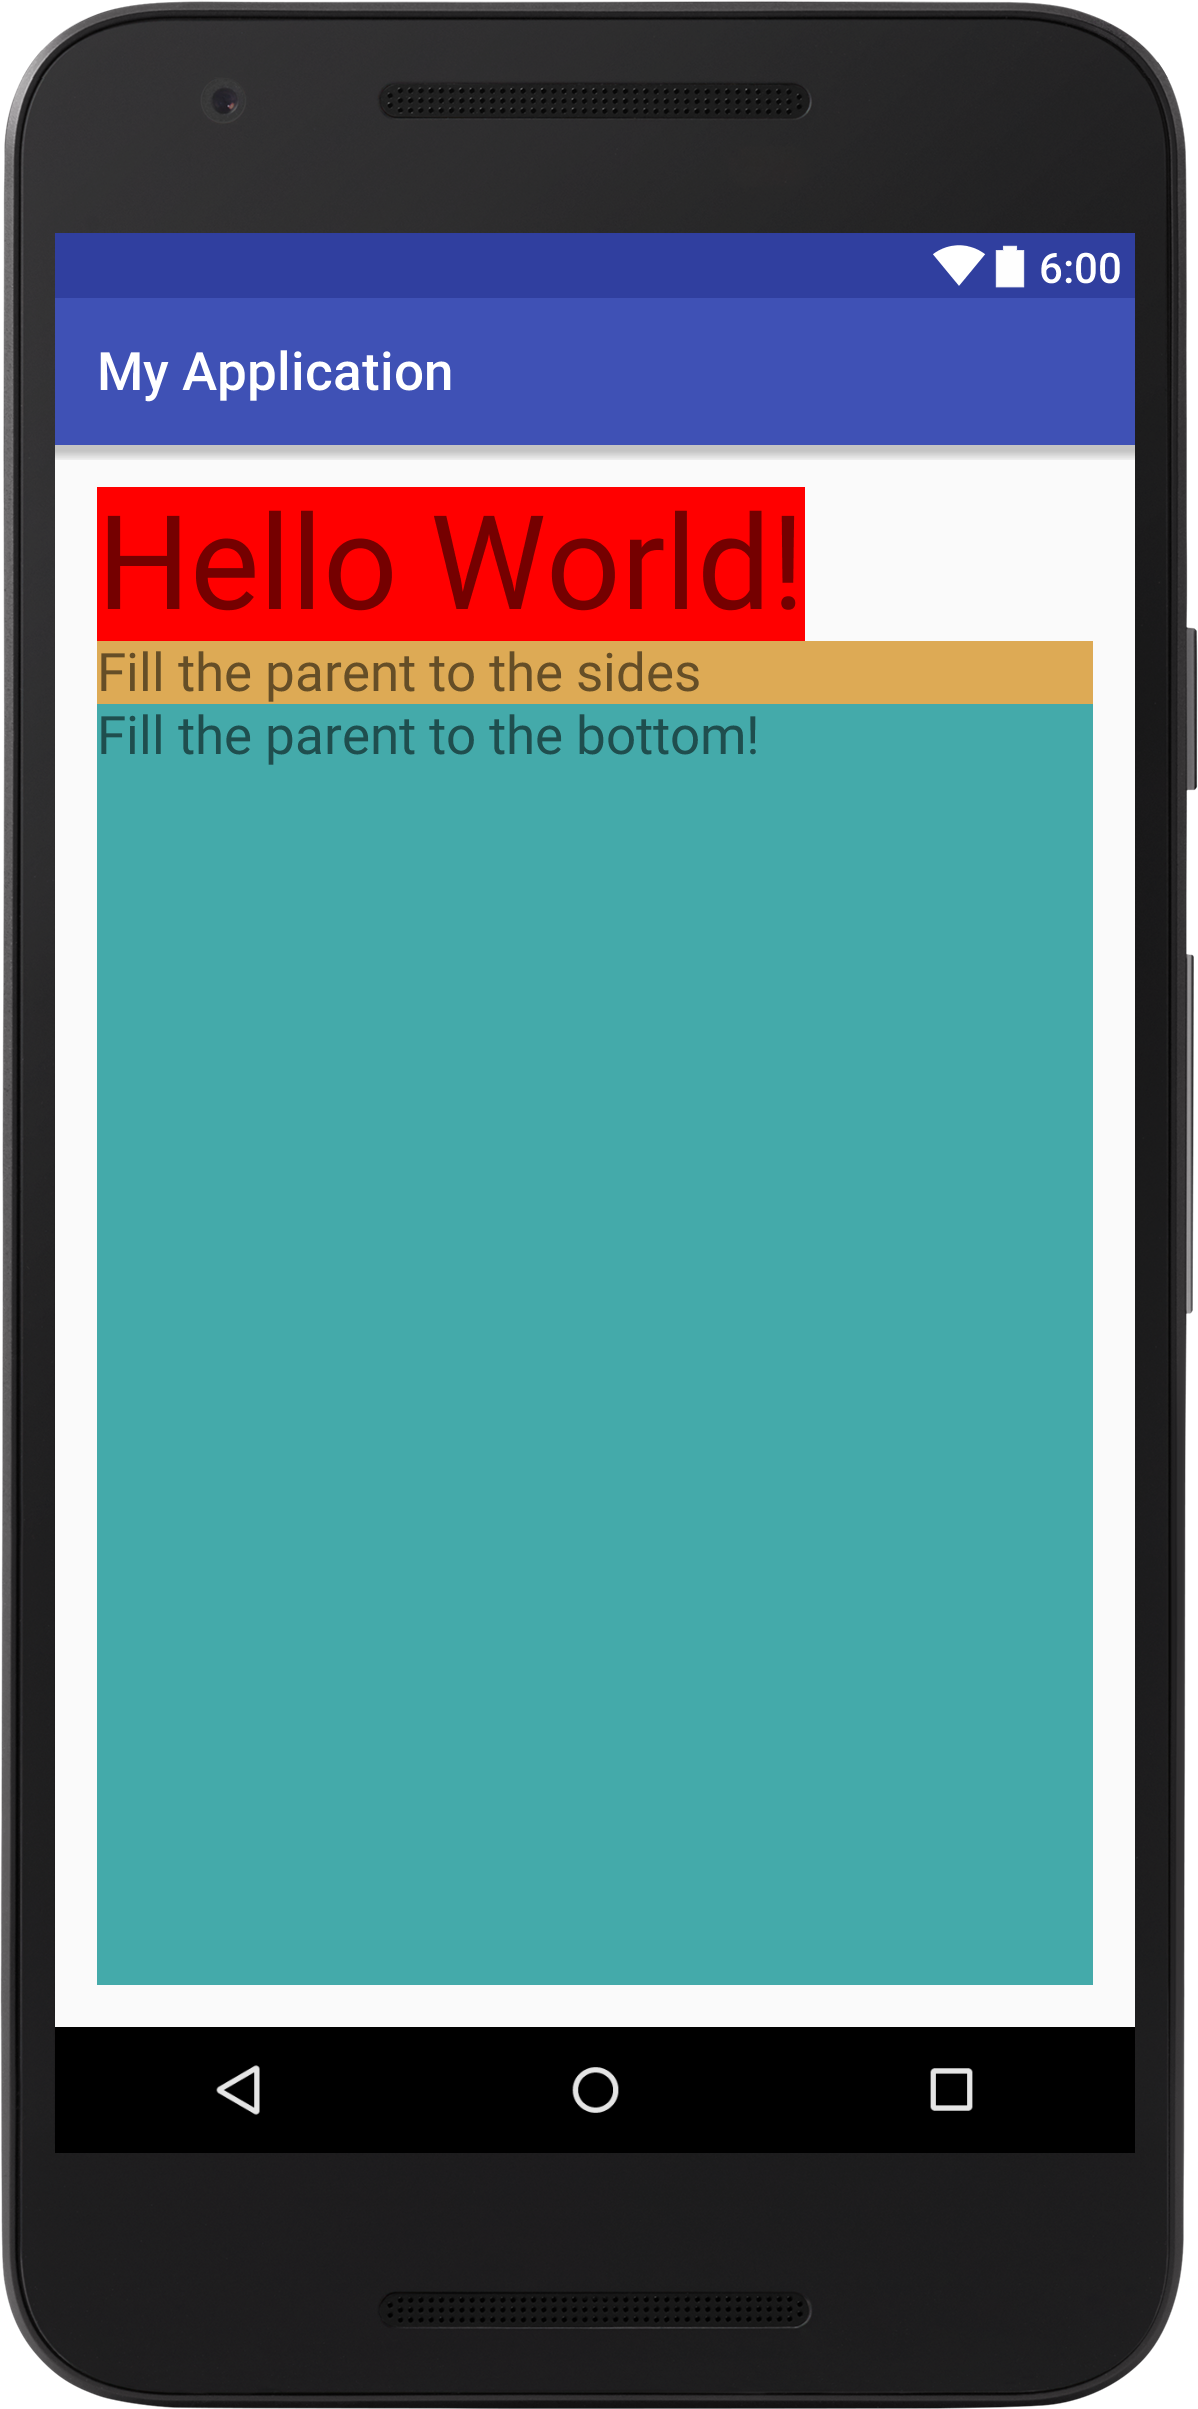 6:00
My Application
Hello World!
Fill the parent to the sides
Fill the parent to the bottom!